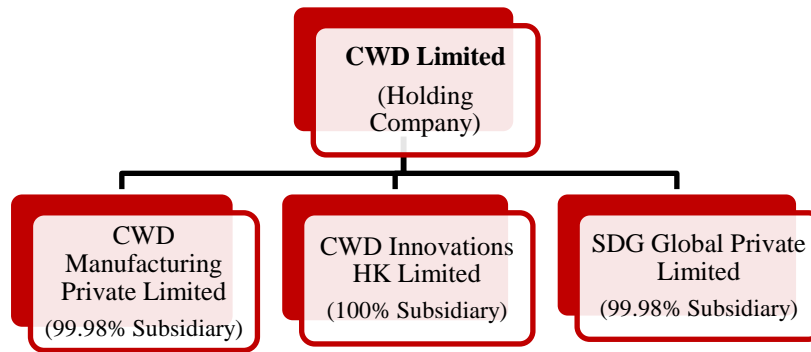 CWD Limited
(Holding
Company)
CWD
Manufacturing
Private Limited
(99.98% Subsidiary)
CWD Innovations
HK Limited
(100% Subsidiary)
SDG Global Private
Limited
(99.98% Subsidiary)